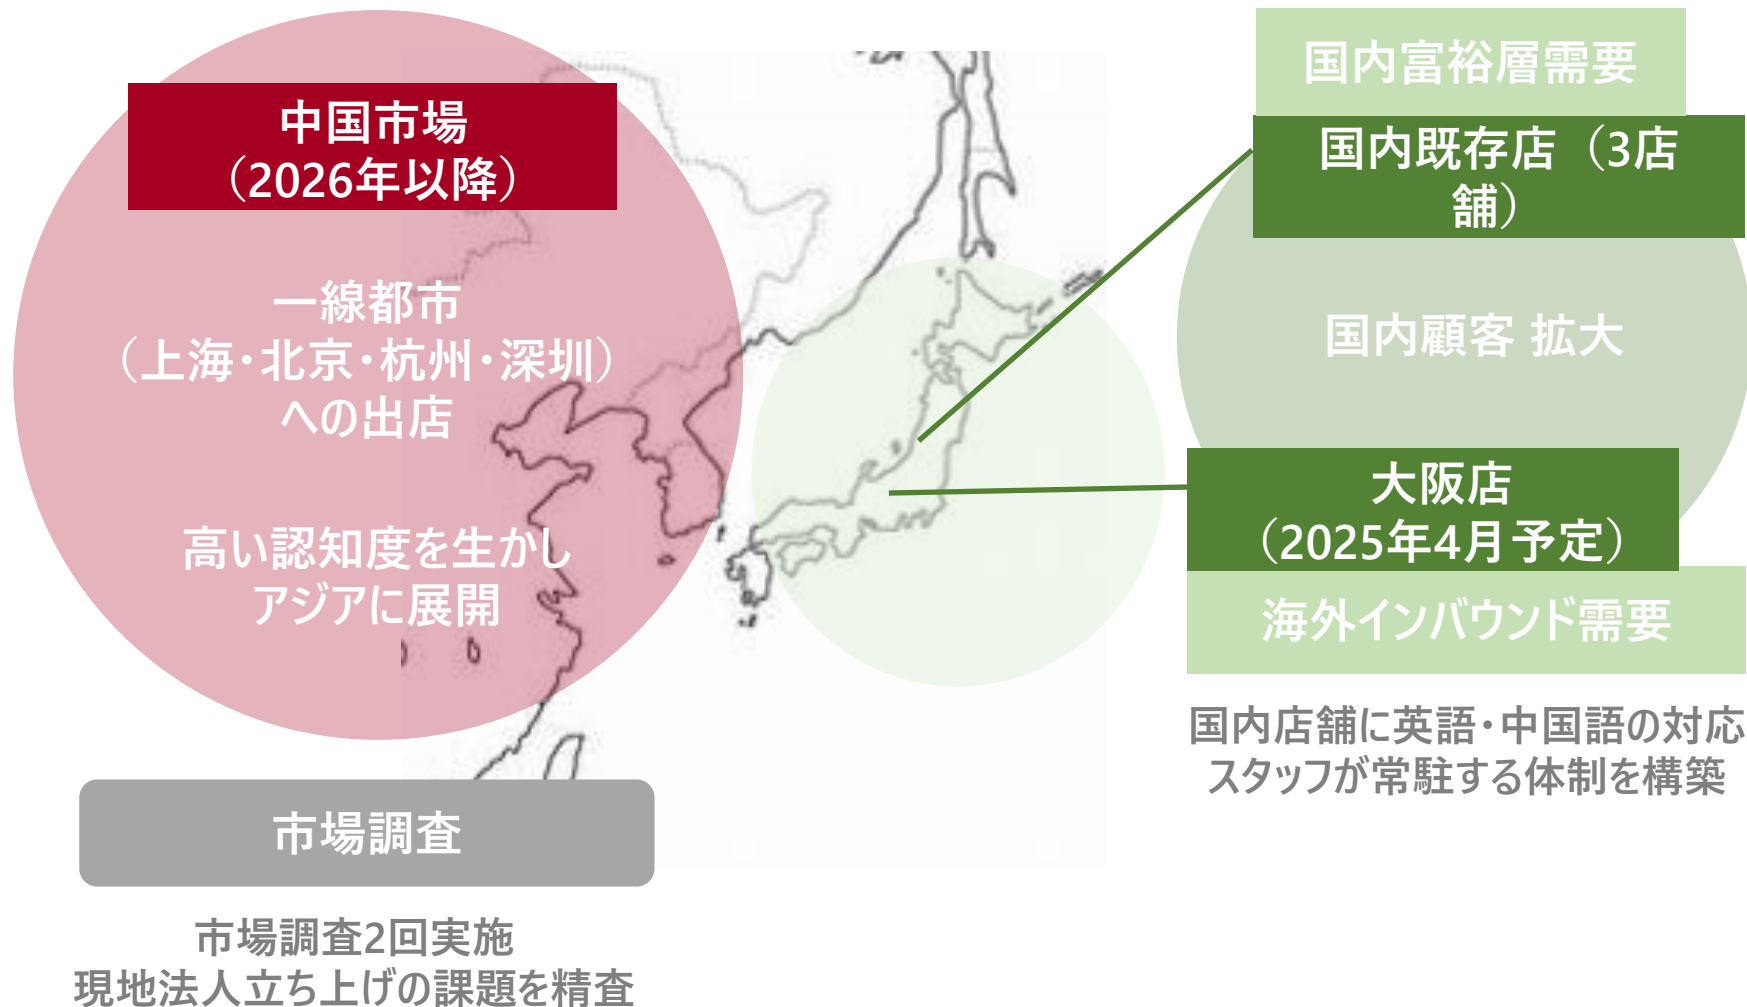 中国市場
（2026年以降）
一線都市
（上海・北京・杭州・深圳）
への出店
高い認知度を生かし
アジアに展開
市場調査
市場調査2回実施
現地法人立ち上げの課題を精査
国内富裕層需要
国内既存店（3店
舗）
国内顧客 拡大
大阪店
（2025年4月予定）
海外インバウンド需要
国内店舗に英語・中国語の対応
スタッフが常駐する体制を構築